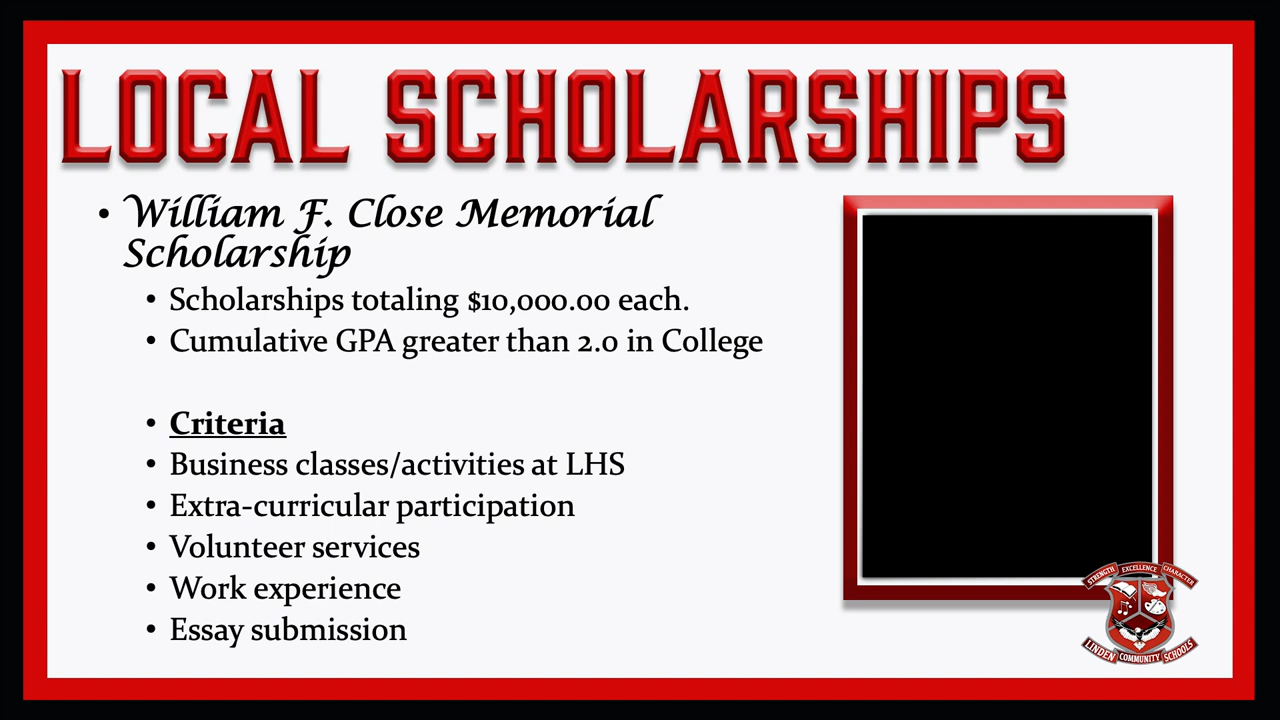 LOCAL SCHOLARSHIPS
• William F. Close Memorial
Scholarship
• Scholarships totaling $10,000.00 each.
• Cumulative GPA greater than 2.0 in College
• Criteria
• Business classes/activities at LHS
• Extra-curricular participation
• Volunteer services
• Work experience
• Essay submission
STRENGTH EXCELLENCE CHARACTER
LINDEN COMMUNITY SCHOOLS